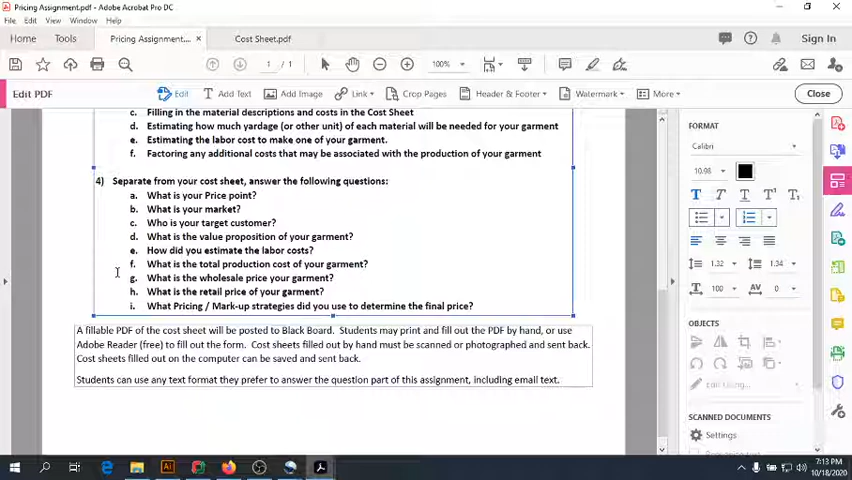 Pricing Assignment.pdf - Adobe Acrobat Pro DC
File Edit View Window Help
Home Tools Pricing Assignment.... × Cost Sheet.pdf Sign In
1 / 1 100%
Edit PDF Edit Add Text Add Image Link Crop Pages Header & Footer Watermark More Close
c. Filling in the material descriptions and costs in the Cost Sheet
d. Estimating how much yardage (or other unit) of each material will be needed for your garment
e. Estimating the labor cost to make one of your garment.
f. Factoring any additional costs that may be associated with the production of your garment
4) Separate from your cost sheet, answer the following questions:
a. What is your Price point?
b. What is your market?
c. Who is your target customer?
d. What is the value proposition of your garment?
e. How did you estimate the labor costs?
f. What is the total production cost of your garment?
g. What is the wholesale price your garment?
h. What is the retail price of your garment?
i. What Pricing / Mark-up strategies did you use to determine the final price?
A fillable PDF of the cost sheet will be posted to Black Board. Students may print and fill out the PDF by hand, or use
Adobe Reader (free) to fill out the form. Cost sheets filled out by hand must be scanned or photographed and sent back.
Cost sheets filled out on the computer can be saved and sent back.
Students can use any text format they prefer to answer the question part of this assignment, including email text.
FORMAT
Calibri
10.98
T T T T¹ T₁
1.32 1.34
100 AV 0
OBJECTS
Edit Using...
SCANNED DOCUMENTS
Settings
7:13 PM
10/18/2020